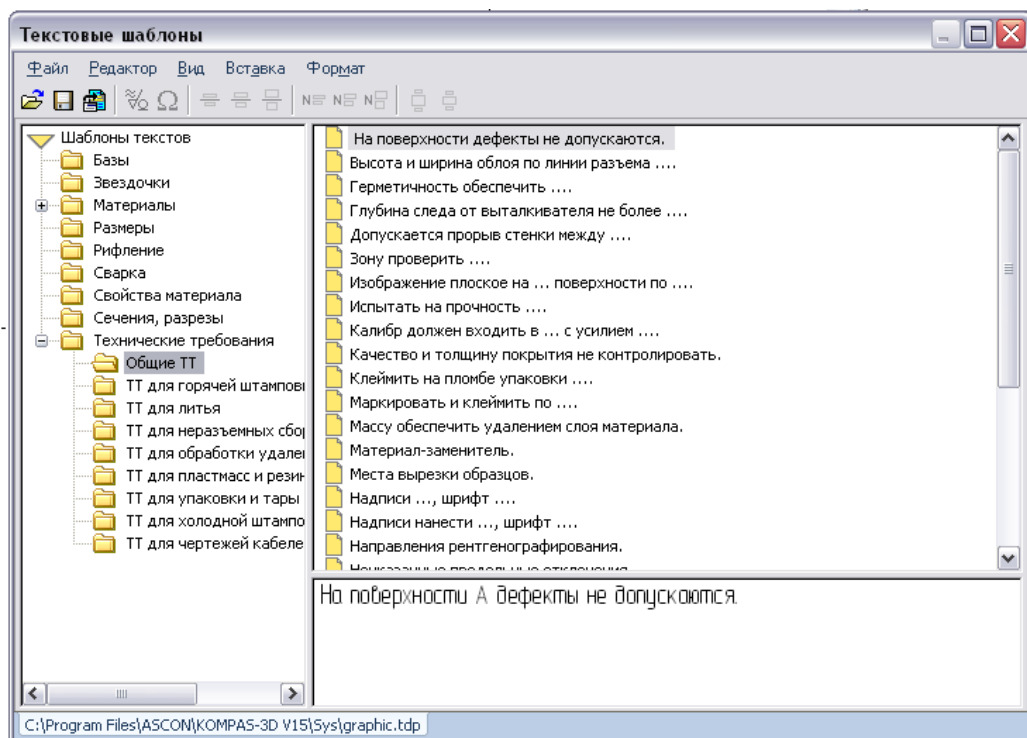 Текстовые шаблоны
Файл Редактор Вид Вставка Формат
Шаблоны текстов
Базы
Звездочки
Материалы
Размеры
Рифление
Сварка
Свойства материала
Сечения, разрезы
Технические требования
Общие ТТ
ТТ для горячей штампов
ТТ для литья
ТТ для неразъемных сбор
ТТ для обработки удале
ТТ для пластмасс и резин
ТТ для упаковки и тары
ТТ для холодной штампо
ТТ для чертежей кабеле
На поверхности дефекты не допускаются.
Высота и ширина облоя по линии разъема ....
Герметичность обеспечить ....
Глубина следа от выталкивателя не более ....
Допускается прорыв стенки между ....
Зону проверить ....
Изображение плоское на ... поверхности по ....
Испытать на прочность ....
Калибр должен входить в ... с усилием ....
Качество и толщину покрытия не контролировать.
Клеймить на пломбе упаковки ....
Маркировать и клеймить по ....
Массу обеспечить удалением слоя материала.
Материал-заменитель.
Места вырезки образцов.
Надписи ..., шрифт ....
Надписи нанести ..., шрифт ....
Направления рентгенографирования.
На поверхности А дефекты не допускаются.
C:\Program Files\ASCON\KOMPAS-3D V15\Sys\graphic.tdp